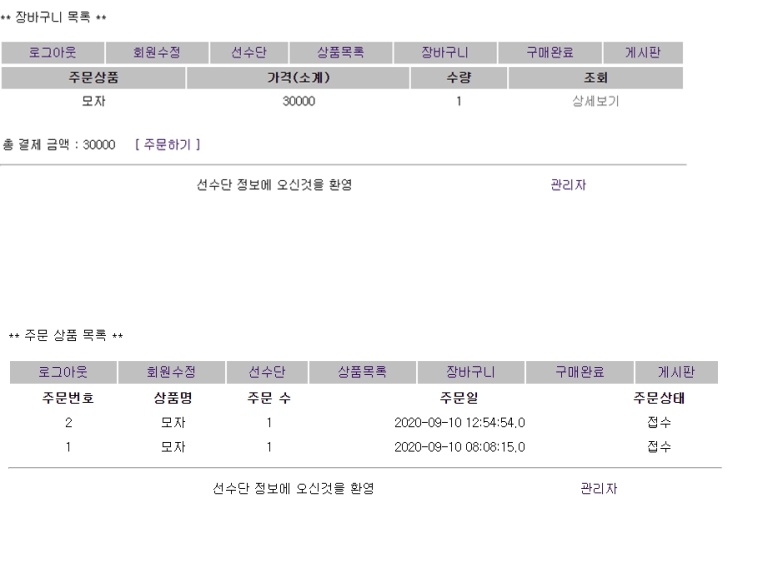 ** 장바구니 목록 **
로그아웃 회원수정 선수단 상품목록 장바구니 구매완료 게시판
주문상품 가격(소계) 수량 조회
모자 30000 1 상세보기
총 결제 금액 : 30000 [ 주문하기 ]
선수단 정보에 오신것을 환영 관리자
** 주문 상품 목록 **
로그아웃 회원수정 선수단 상품목록 장바구니 구매완료 게시판
주문번호 상품명 주문 수 주문일 주문상태
2 모자 1 2020-09-10 12:54:54.0 접수
1 모자 1 2020-09-10 08:08:15.0 접수
선수단 정보에 오신것을 환영 관리자